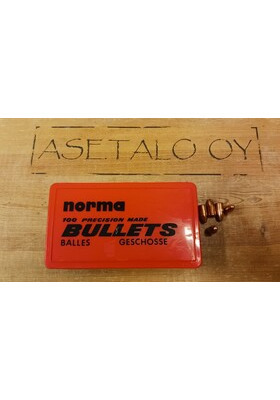 ASETALO OY
norma
100 PRECISION MADE
BULLETS
BALLES GESCHOSSE